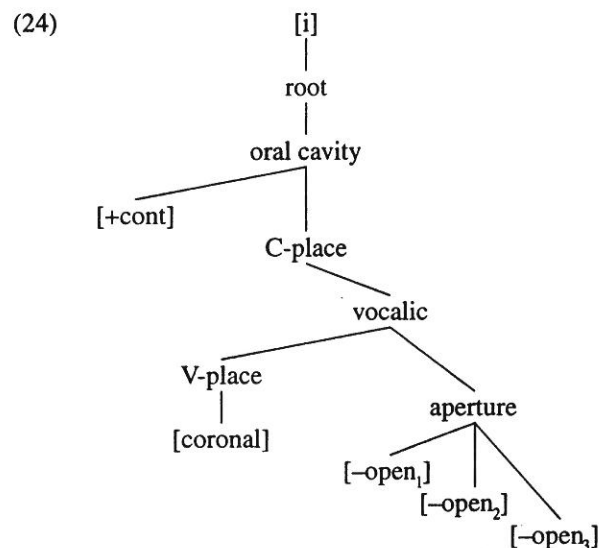 (24) [i]
root
oral cavity
[+cont]
C-place
vocalic
V-place
aperture
[coronal]
[–open₁]
[–open₂]
[–open₃]